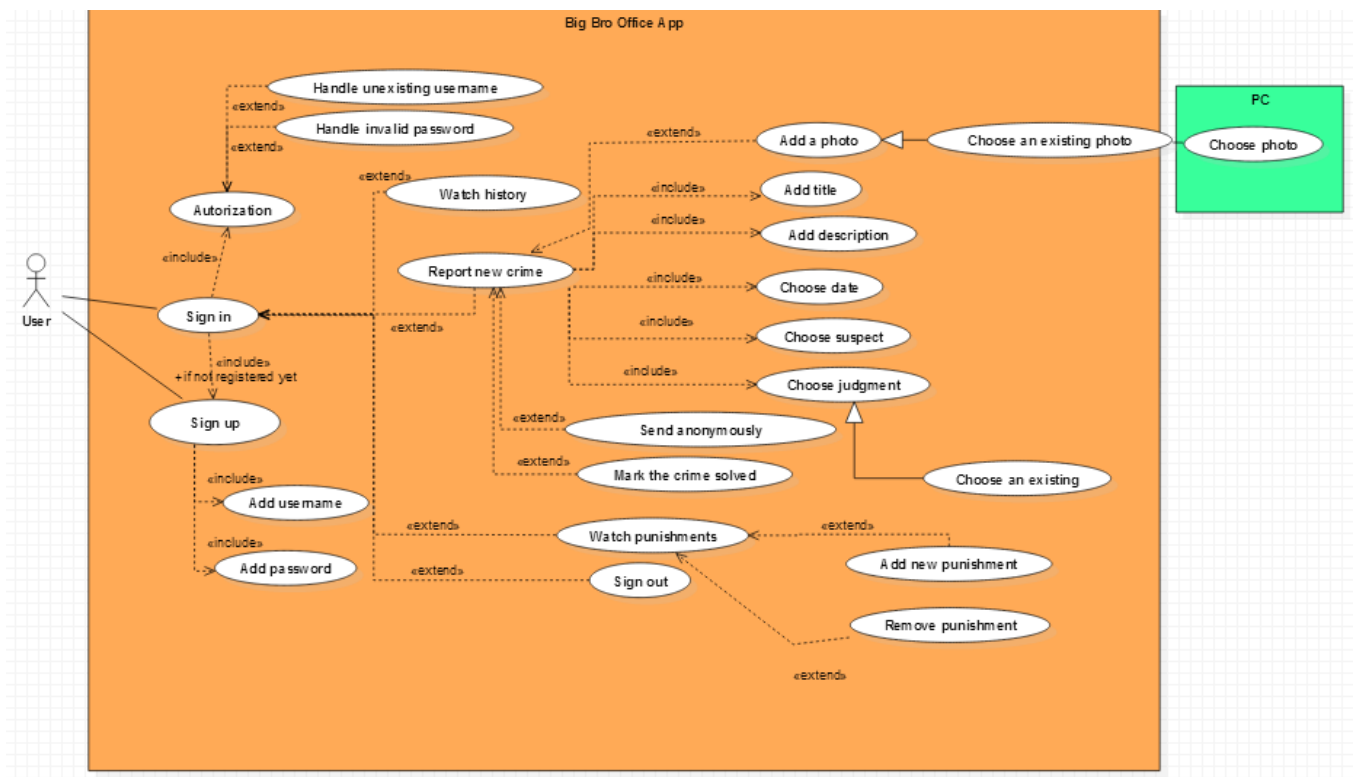 Big Bro Office App
Handle unexisting username
«extend»
Handle invalid password
«extend»
Autorization
«include»
User
Sign in
«include»
+if not registered yet
Sign up
«include»
Add username
«include»
Add password
«extend»
Watch history
Report new crime
«extend»
«extend»
Add a photo
Choose an existing photo
PC
Choose photo
«include»
Add title
«include»
Add description
«include»
Choose date
«include»
Choose suspect
«include»
Choose judgment
«extend»
Send anonymously
«extend»
Mark the crime solved
Choose an existing
«extend»
Watch punishments
«extend»
Add new punishment
«extend»
Sign out
Remove punishment
«extend»